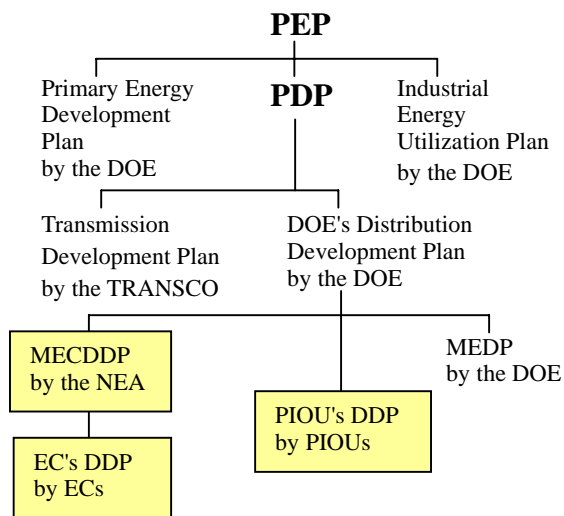 PEP
Primary Energy
Development
Plan
by the DOE
PDP
Industrial
Energy
Utilization Plan
by the DOE
Transmission
Development Plan
by the TRANSCO
DOE's Distribution
Development Plan
by the DOE
MECDDP
by the NEA
PIOU's DDP
by PIOUs
MEDP
by the DOE
EC's DDP
by ECs